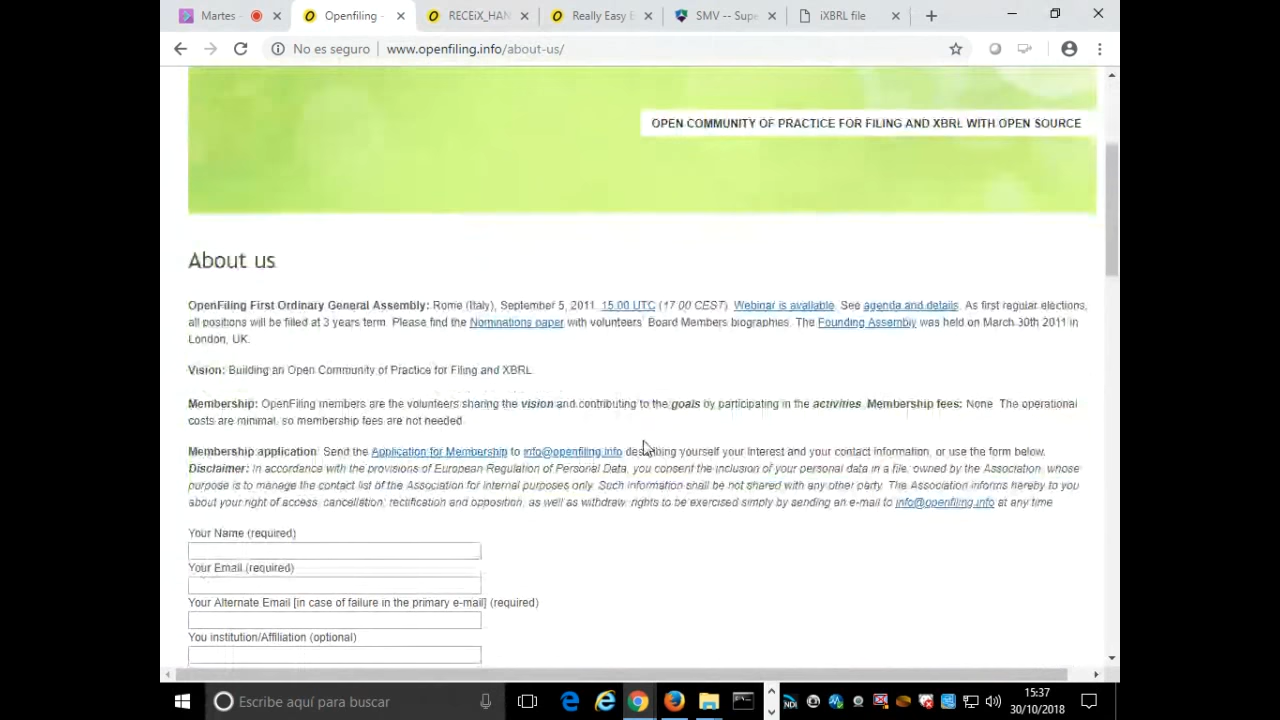 Martes -
Openfiling -
RECEiX_HAN
Really Easy E
SMV -- Supe
iXBRL file
No es seguro
www.openfiling.info/about-us/
OPEN COMMUNITY OF PRACTICE FOR FILING AND XBRL WITH OPEN SOURCE
About us
OpenFiling First Ordinary General Assembly: Rome (Italy), September 5, 2011. 15.00 UTC (17 00 CEST) Webinar is available. See agenda and details. As first regular elections,
all positions will be filled at 3 years term. Please find the Nominations paper with volunteers' Board Members biographies. The Founding Assembly was held on March 30th 2011 in
London, UK.
Vision: Building an Open Community of Practice for Filing and XBRL.
Membership: OpenFiling members are the volunteers sharing the vision and contributing to the goals by participating in the activities. Membership fees: None The operational
costs are minimal, so membership fees are not needed
Membership application: Send the Application for Membership to info@openfiling.info describing yourself your Interest and your contact information, or use the form below.
Disclaimer: In accordance with the provisions of European Regulation of Personal Data, you consent the inclusion of your personal data in a file, owned by the Association, whose
purpose is to manage the contact list of the Association for internal purposes only. Such information shall be not shared with any other party. The Association informs hereby to you
about your right of access, cancellation, rectification and opposition, as well as withdraw, rights to be exercised simply by sending an e-mail to info@openfiling.info at any time
Your Name (required)
Your Email (required)
Your Alternate Email [in case of failure in the primary e-mail] (required)
You institution/Affiliation (optional)
Escribe aquí para buscar
15:37
30/10/2018